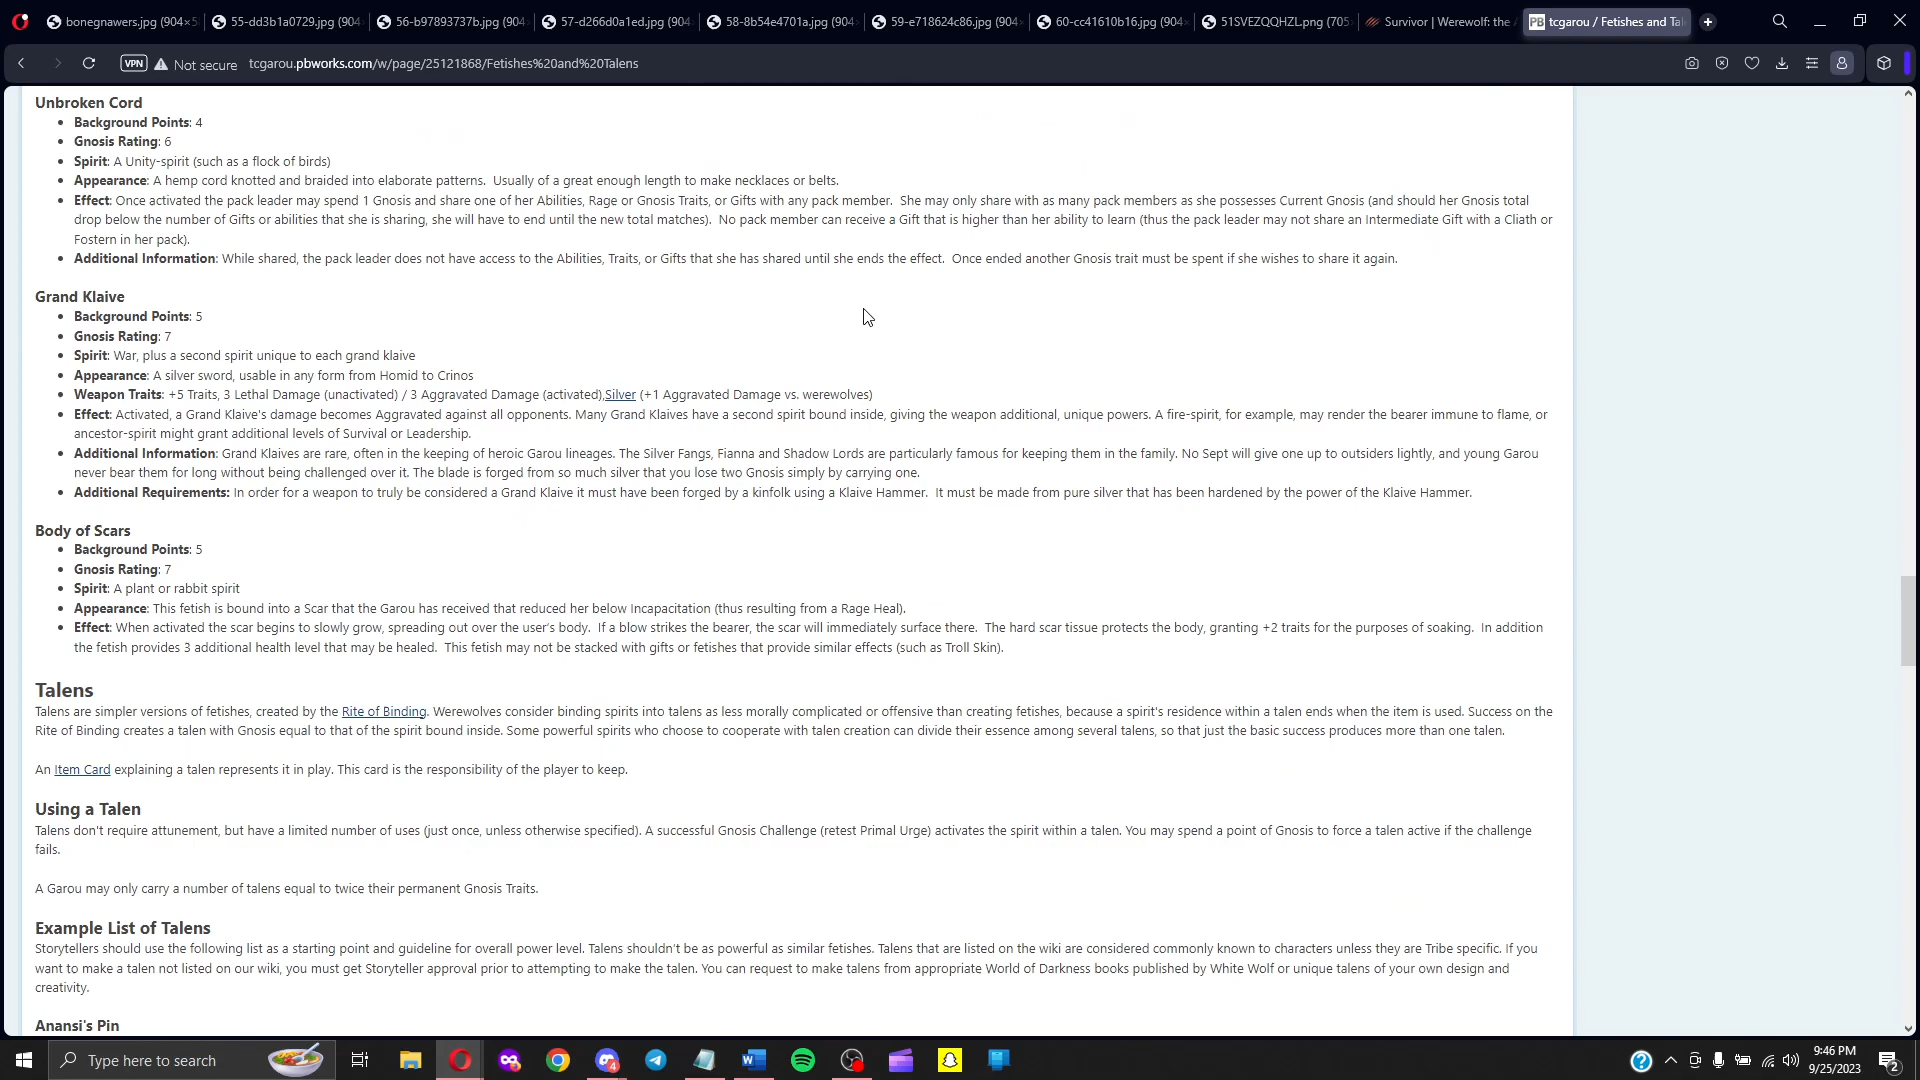 bonegnawers.jpg (904×5
55-dd3b1a0729.jpg (904
56-b97893737b.jpg (904
57-d266d0a1ed.jpg (904
58-8b54e4701a.jpg (904
59-e718624c86.jpg (904
60-cc41610b16.jpg (904
51SVEZQQHZL.png (705
Survivor | Werewolf: the
PB tcgarou / Fetishes and Tal
VPN Not secure tcgarou.pbworks.com/w/page/25121868/Fetishes%20and%20Talens
Unbroken Cord
• Background Points: 4
• Gnosis Rating: 6
• Spirit: A Unity-spirit (such as a flock of birds)
• Appearance: A hemp cord knotted and braided into elaborate patterns.  Usually of a great enough length to make necklaces or belts.
• Effect: Once activated the pack leader may spend 1 Gnosis and share one of her Abilities, Rage or Gnosis Traits, or Gifts with any pack member.  She may only share with as many pack members as she possesses Current Gnosis (and should her Gnosis total
drop below the number of Gifts or abilities that she is sharing, she will have to end until the new total matches).  No pack member can receive a Gift that is higher than her ability to learn (thus the pack leader may not share an Intermediate Gift with a Cliath or
Fostern in her pack).
• Additional Information: While shared, the pack leader does not have access to the Abilities, Traits, or Gifts that she has shared until she ends the effect.  Once ended another Gnosis trait must be spent if she wishes to share it again.
Grand Klaive
• Background Points: 5
• Gnosis Rating: 7
• Spirit: War, plus a second spirit unique to each grand klaive
• Appearance: A silver sword, usable in any form from Homid to Crinos
• Weapon Traits: +5 Traits, 3 Lethal Damage (unactivated) / 3 Aggravated Damage (activated),Silver (+1 Aggravated Damage vs. werewolves)
• Effect: Activated, a Grand Klaive's damage becomes Aggravated against all opponents. Many Grand Klaives have a second spirit bound inside, giving the weapon additional, unique powers. A fire-spirit, for example, may render the bearer immune to flame, or
ancestor-spirit might grant additional levels of Survival or Leadership.
• Additional Information: Grand Klaives are rare, often in the keeping of heroic Garou lineages. The Silver Fangs, Fianna and Shadow Lords are particularly famous for keeping them in the family. No Sept will give one up to outsiders lightly, and young Garou
never bear them for long without being challenged over it. The blade is forged from so much silver that you lose two Gnosis simply by carrying one.
• Additional Requirements: In order for a weapon to truly be considered a Grand Klaive it must have been forged by a kinfolk using a Klaive Hammer.  It must be made from pure silver that has been hardened by the power of the Klaive Hammer.
Body of Scars
• Background Points: 5
• Gnosis Rating: 7
• Spirit: A plant or rabbit spirit
• Appearance: This fetish is bound into a Scar that the Garou has received that reduced her below Incapacitation (thus resulting from a Rage Heal).
• Effect: When activated the scar begins to slowly grow, spreading out over the user's body.  If a blow strikes the bearer, the scar will immediately surface there.  The hard scar tissue protects the body, granting +2 traits for the purposes of soaking.  In addition
the fetish provides 3 additional health level that may be healed.  This fetish may not be stacked with gifts or fetishes that provide similar effects (such as Troll Skin).
Talens
Talens are simpler versions of fetishes, created by the Rite of Binding. Werewolves consider binding spirits into talens as less morally complicated or offensive than creating fetishes, because a spirit's residence within a talen ends when the item is used. Success on the
Rite of Binding creates a talen with Gnosis equal to that of the spirit bound inside. Some powerful spirits who choose to cooperate with talen creation can divide their essence among several talens, so that just the basic success produces more than one talen.
An Item Card explaining a talen represents it in play. This card is the responsibility of the player to keep.
Using a Talen
Talens don't require attunement, but have a limited number of uses (just once, unless otherwise specified). A successful Gnosis Challenge (retest Primal Urge) activates the spirit within a talen. You may spend a point of Gnosis to force a talen active if the challenge
fails.
A Garou may only carry a number of talens equal to twice their permanent Gnosis Traits.
Example List of Talens
Storytellers should use the following list as a starting point and guideline for overall power level. Talens shouldn't be as powerful as similar fetishes. Talens that are listed on the wiki are considered commonly known to characters unless they are Tribe specific. If you
want to make a talen not listed on our wiki, you must get Storyteller approval prior to attempting to make the talen. You can request to make talens from appropriate World of Darkness books published by White Wolf or unique talens of your own design and
creativity.
Anansi's Pin
Type here to search
4
9:46 PM
9/25/2023
2